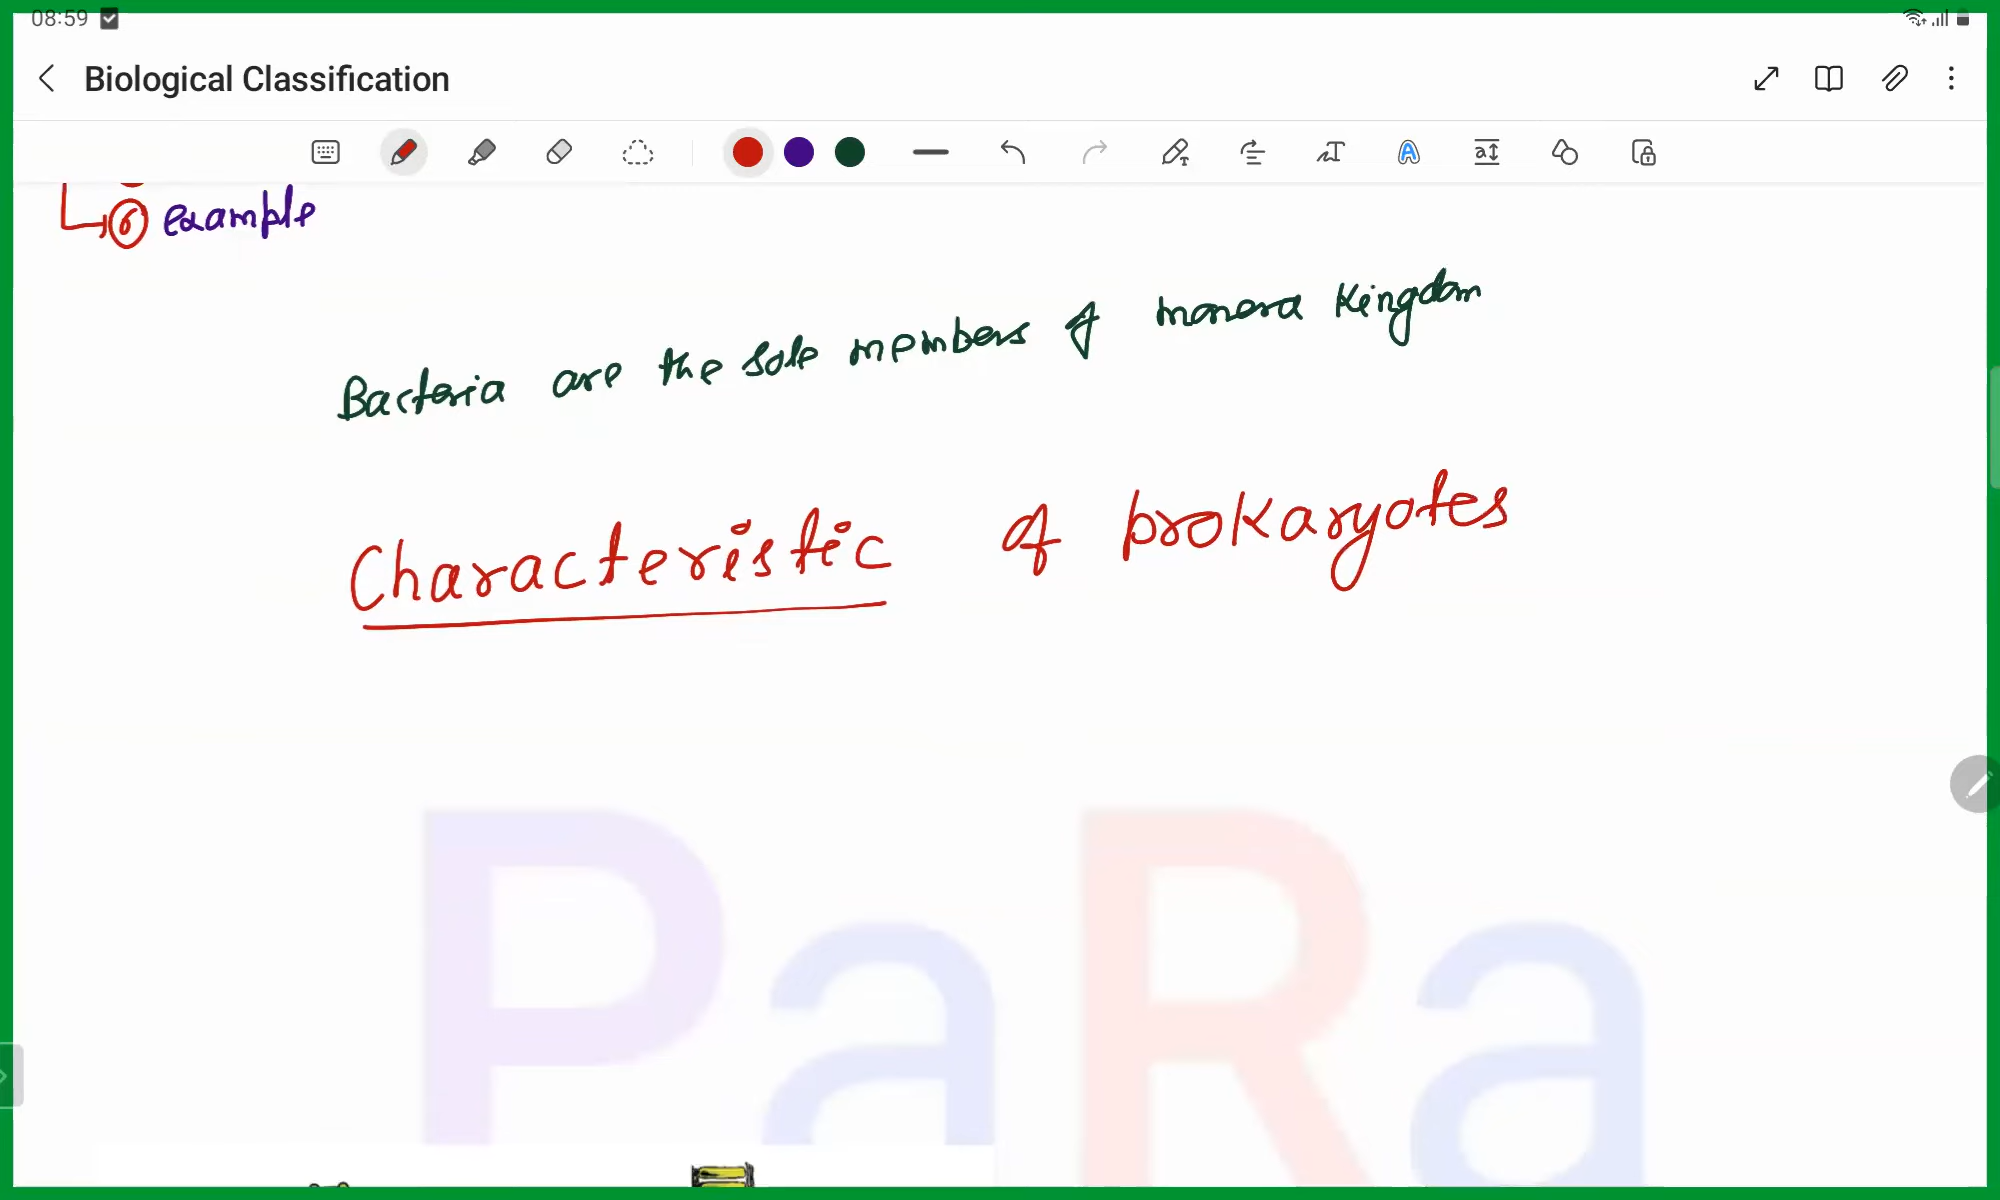 08:59
Biological Classification
6 example
Bacteria are the sole members of monera Kingdom
Characteristic of prokaryotes
PaRa